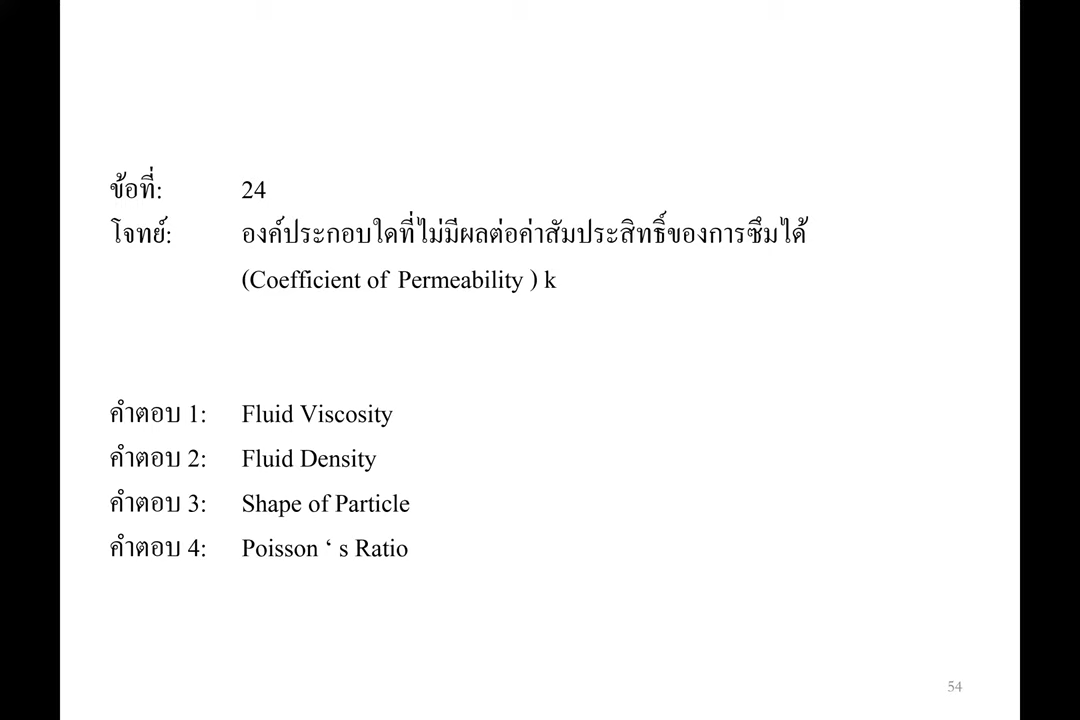 ข้อที่: 24
โจทย์: องค์ประกอบใดที่ไม่มีผลต่อค่าสัมประสิทธิ์ของการซึมได้
(Coefficient of Permeability ) k
คำตอบ 1: Fluid Viscosity
คำตอบ 2: Fluid Density
คำตอบ 3: Shape of Particle
คำตอบ 4: Poisson ‘ s Ratio
54